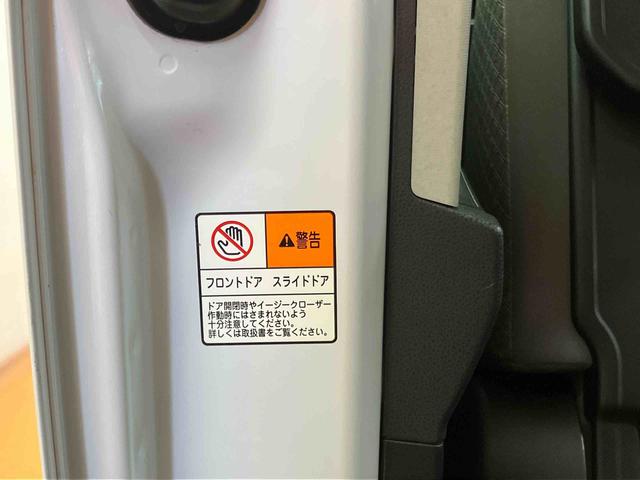 警告
フロントドア スライドドア
ドア開閉時やイージークローザー
作動時にはさまれないよう
十分注意してください。
詳しくは取扱書をご覧ください。